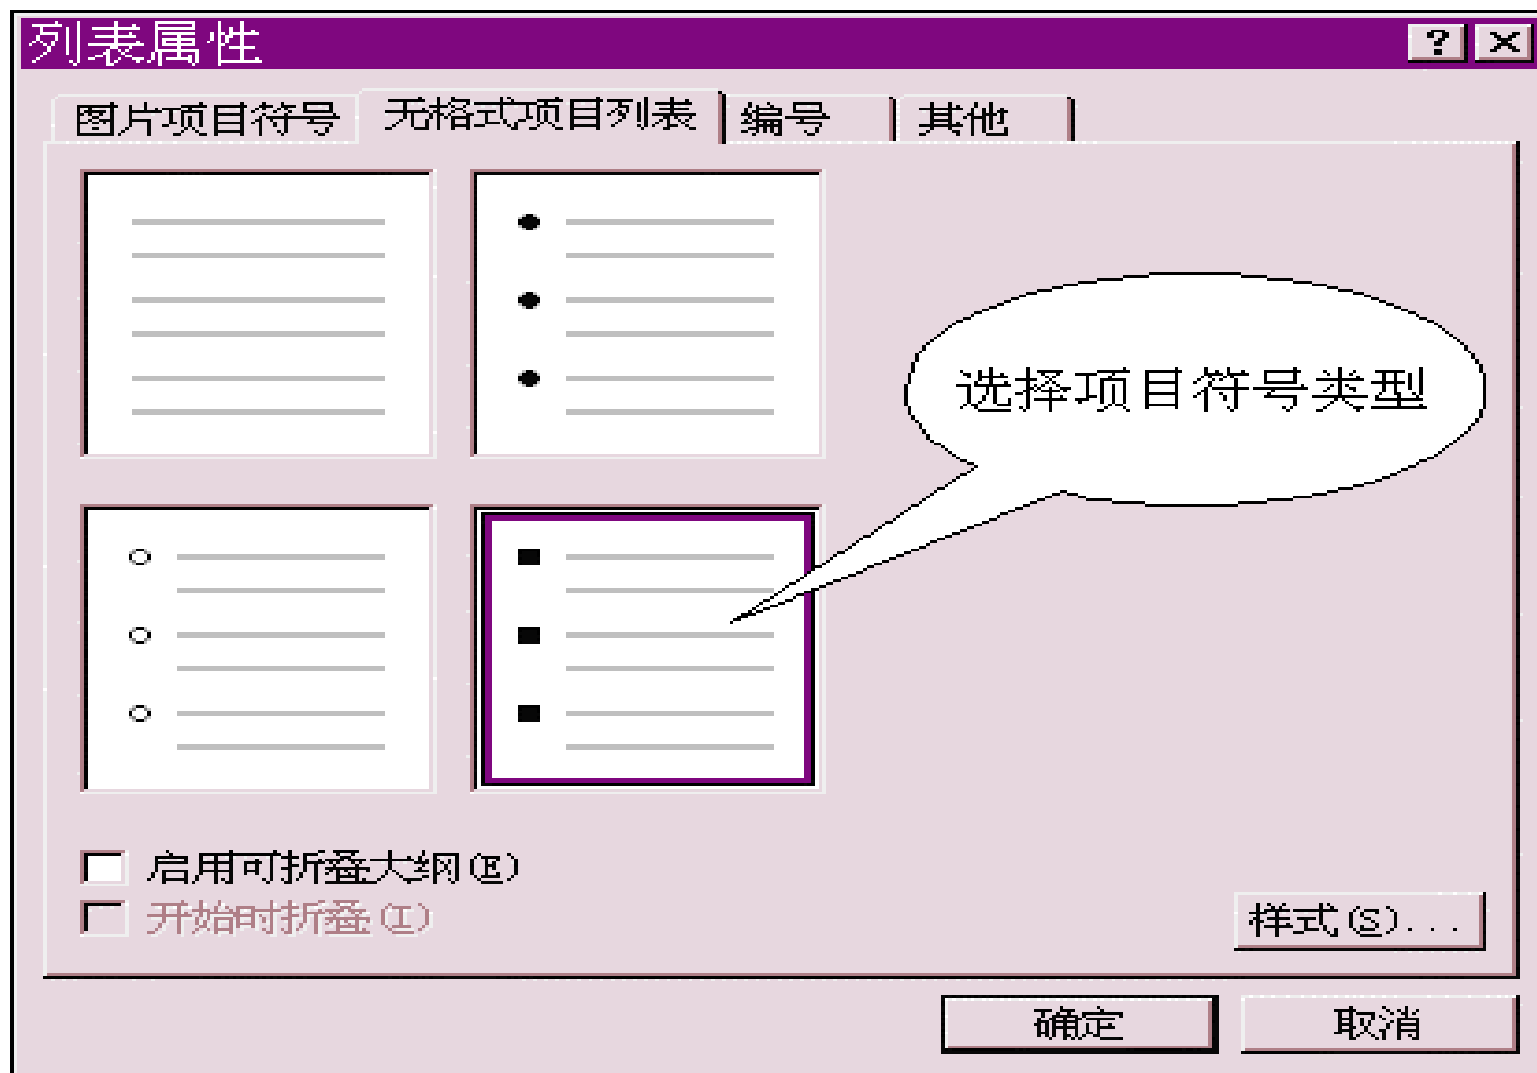 列表属性
图片项目符号 无格式项目列表 编号 其他
选择项目符号类型
启用可折叠大纲(E)
开始时折叠(I)
样式(S)...
确定 取消